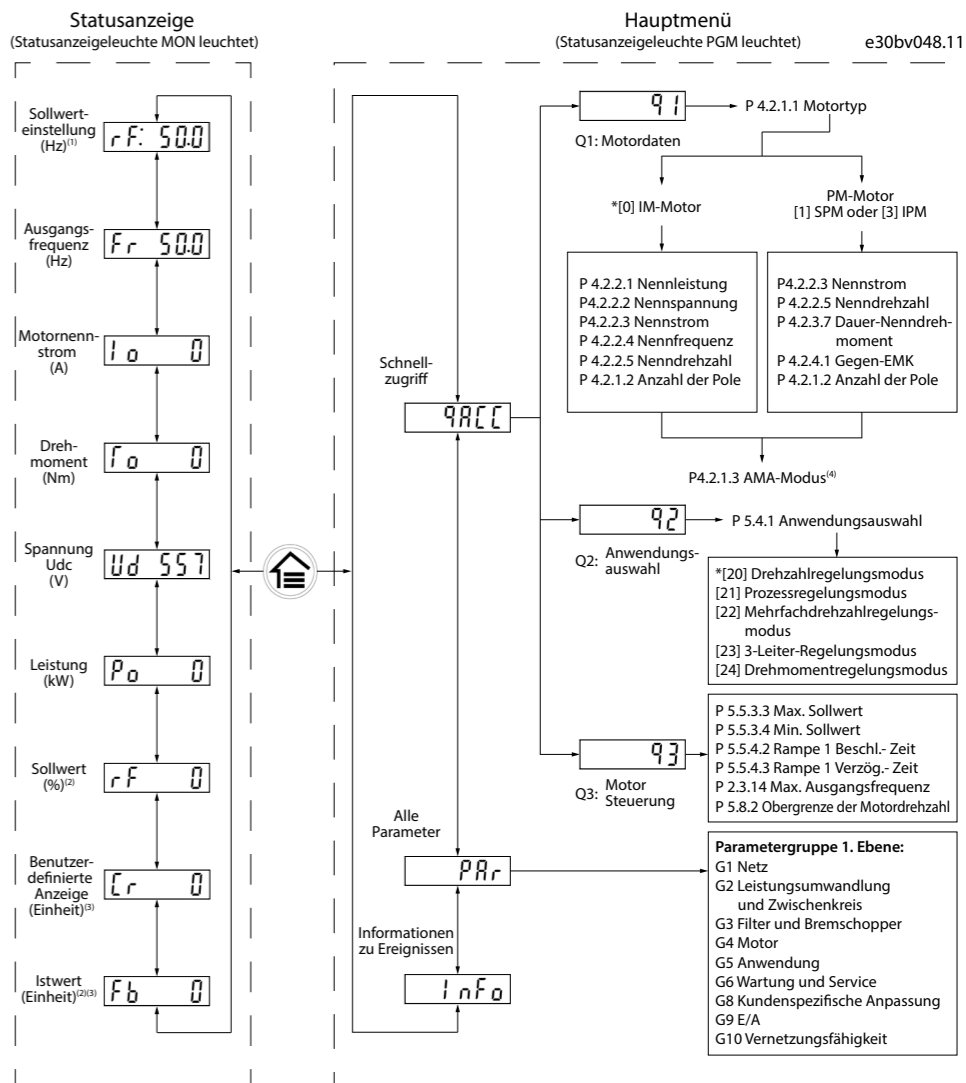 Statusanzeige
(Statusanzeigeleuchte MON leuchtet)
Hauptmenü
(Statusanzeigeleuchte PGM leuchtet)
e30bv048.11
Sollwert-
einstellung
(Hz)(1)
rF: 50.0
Ausgangs-
frequenz
(Hz)
Fr 50.0
Motornenn-
strom
(A)
Io 0
Dreh-
moment
(Nm)
To 0
Spannung
Udc
(V)
Ud 557
Leistung
(kW)
Po 0
Sollwert
(%)(2)
rF 0
Benutzer-
definierte
Anzeige
(Einheit)(3)
Cr 0
Istwert
(Einheit)(2)(3)
Fb 0
Schnell-
zugriff
qACC
Alle
Parameter
PAr
Informationen
zu Ereignissen
InFo
q1
Q1: Motordaten
P 4.2.1.1 Motortyp
*[0] IM-Motor
PM-Motor
[1] SPM oder [3] IPM
P 4.2.2.1 Nennleistung
P4.2.2.2 Nennspannung
P4.2.2.3 Nennstrom
P 4.2.2.4 Nennfrequenz
P 4.2.2.5 Nenndrehzahl
P 4.2.1.2 Anzahl der Pole
P4.2.2.3 Nennstrom
P 4.2.2.5 Nenndrehzahl
P 4.2.3.7 Dauer-Nenndreh-
moment
P 4.2.4.1 Gegen-EMK
P 4.2.1.2 Anzahl der Pole
P4.2.1.3 AMA-Modus(4)
q2
Q2: Anwendungs-
auswahl
P 5.4.1 Anwendungsauswahl
*[20] Drehzahlregelungsmodus
[21] Prozessregelungsmodus
[22] Mehrfachdrehzahlregelungs-
modus
[23] 3-Leiter-Regelungsmodus
[24] Drehmomentregelungsmodus
q3
Q3: Motor
Steuerung
P 5.5.3.3 Max. Sollwert
P 5.5.3.4 Min. Sollwert
P 5.5.4.2 Rampe 1 Beschl.- Zeit
P 5.5.4.3 Rampe 1 Verzög.- Zeit
P 2.3.14 Max. Ausgangsfrequenz
P 5.8.2 Obergrenze der Motordrehzahl
Parametergruppe 1. Ebene:
G1 Netz
G2 Leistungsumwandlung
und Zwischenkreis
G3 Filter und Bremschopper
G4 Motor
G5 Anwendung
G6 Wartung und Service
G8 Kundenspezifische Anpassung
G9 E/A
G10 Vernetzungsfähigkeit